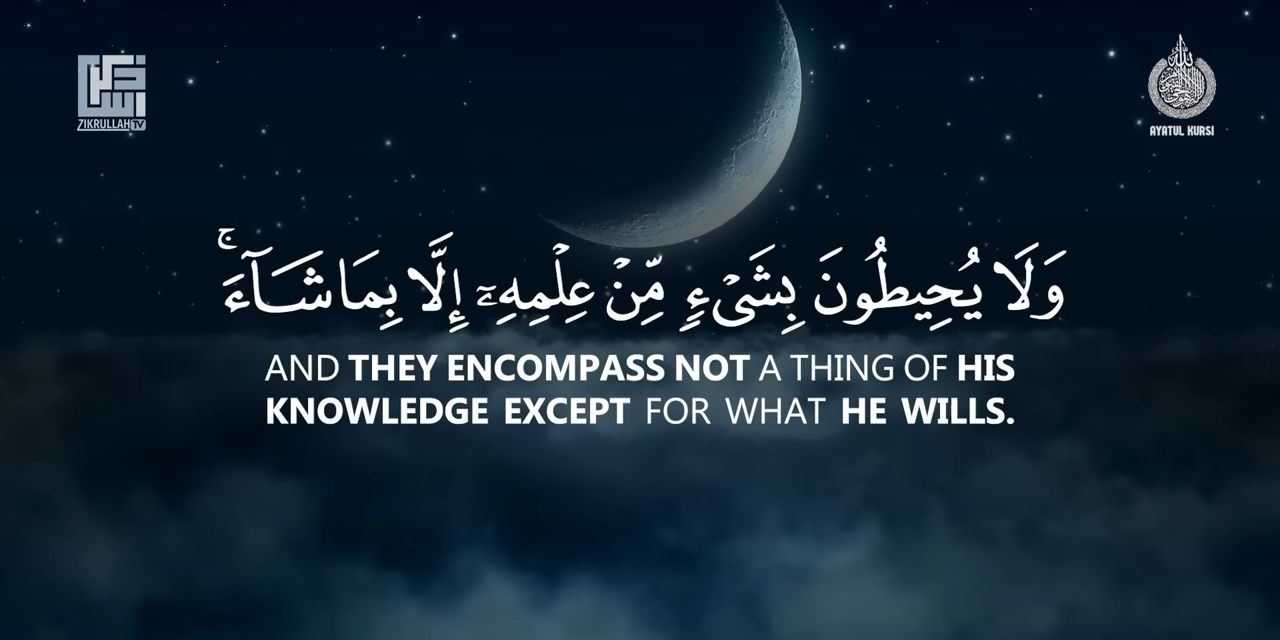 ZIKRULLAH TV
AYATUL KURSI
وَلَا يُحِيطُونَ بِشَىْءٍ مِّنْ عِلْمِهِۦٓ إِلَّا بِمَا شَآءَ ۚ
AND THEY ENCOMPASS NOT A THING OF HIS
KNOWLEDGE EXCEPT FOR WHAT HE WILLS.